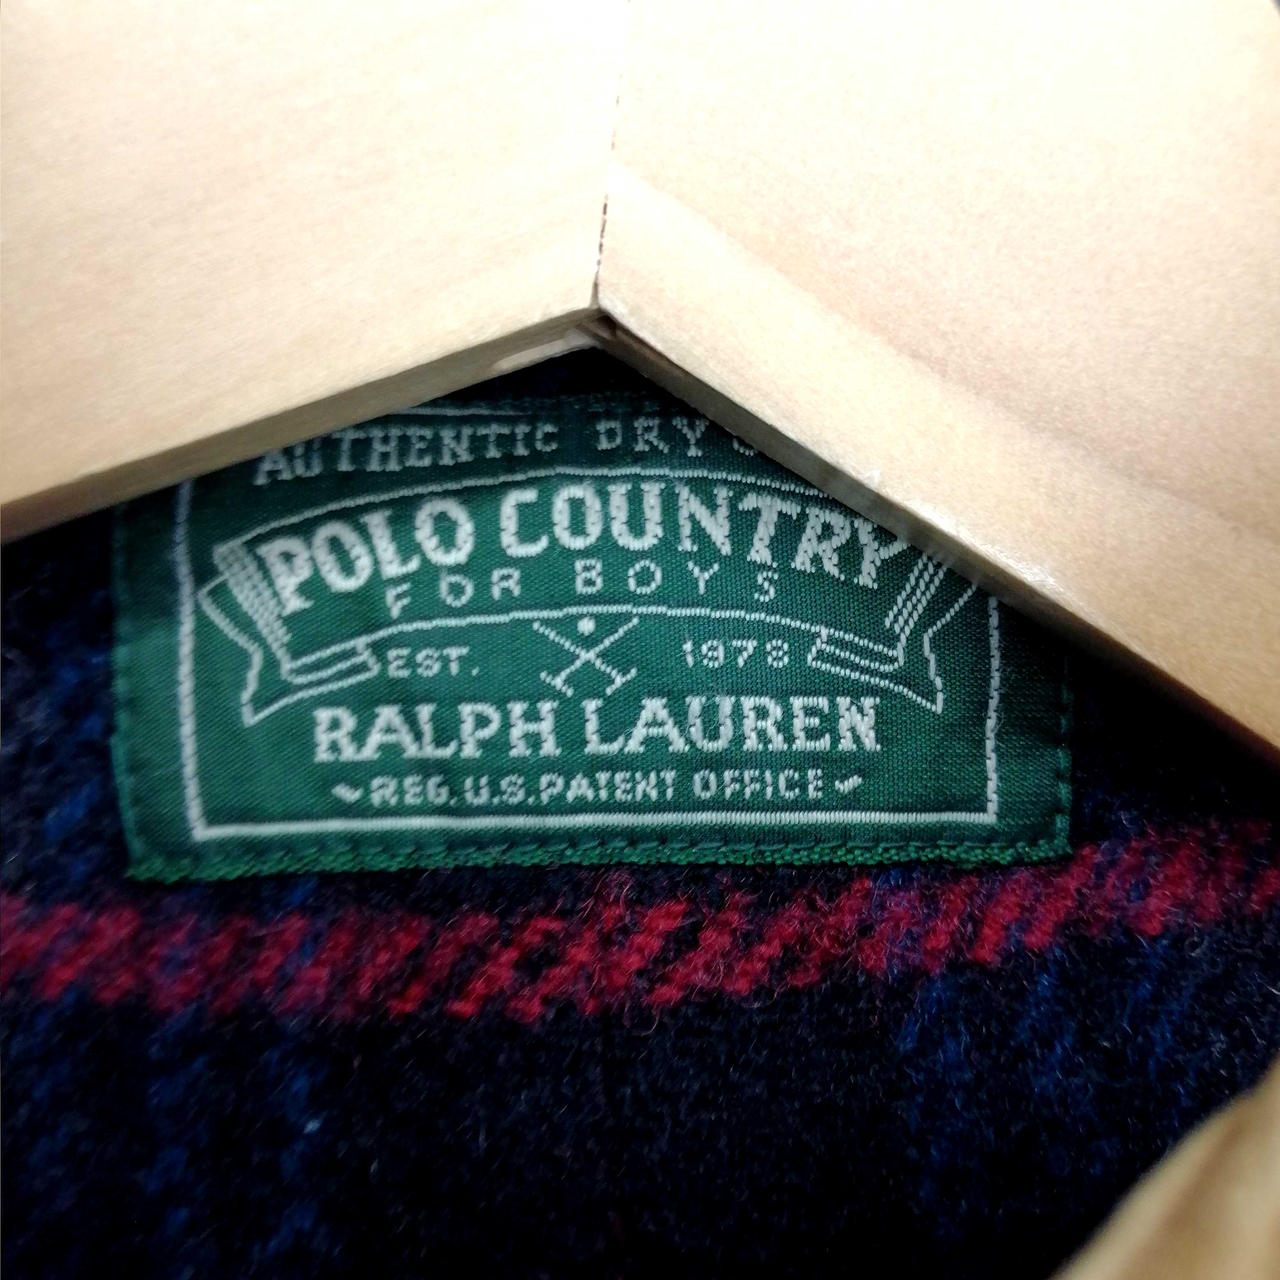 AUTHENTIC DRY
POLO COUNTRY
FOR BOYS
EST. 1978
RALPH LAUREN
REG. U.S. PATENT OFFICE